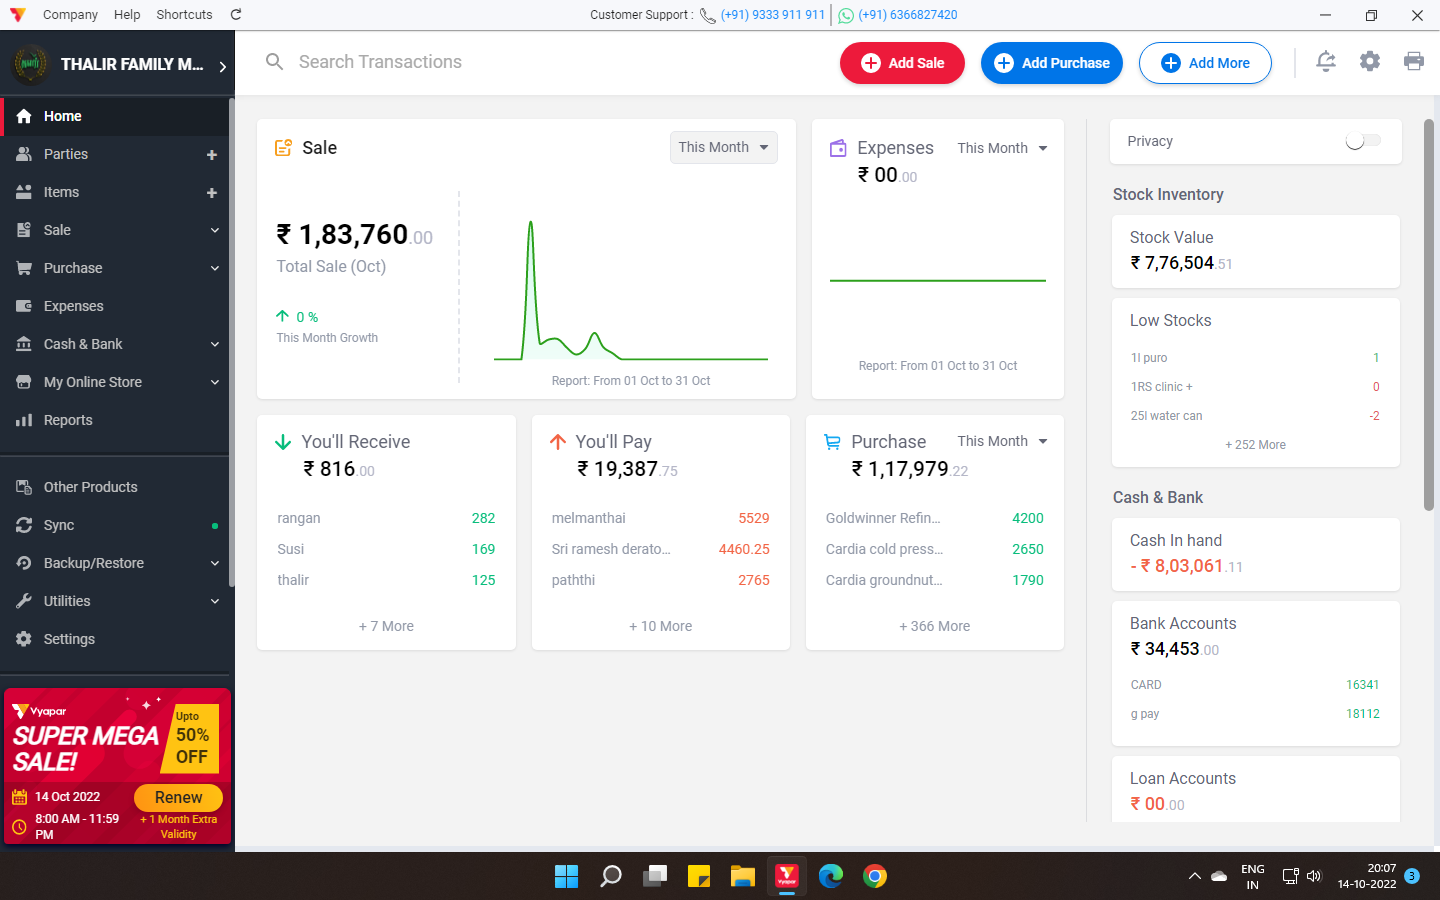 Company Help Shortcuts
Customer Support : (+91) 9333 911 911 (+91) 6366827420
THALIR FAMILY M...
Search Transactions
Add Sale
Add Purchase
Add More
Home
Parties
Items
Sale
Purchase
Expenses
Cash & Bank
My Online Store
Reports
Other Products
Sync
Backup/Restore
Utilities
Settings
Vyapar
SUPER MEGA
SALE!
Upto
50%
OFF
14 Oct 2022
8:00 AM - 11:59
PM
Renew
+ 1 Month Extra
Validity
Sale
This Month
₹ 1,83,760.00
Total Sale (Oct)
0 %
This Month Growth
Report: From 01 Oct to 31 Oct
Expenses
This Month
₹ 00.00
Report: From 01 Oct to 31 Oct
You'll Receive
₹ 816.00
rangan 282
Susi 169
thalir 125
+ 7 More
You'll Pay
₹ 19,387.75
melmanthai 5529
Sri ramesh derato... 4460.25
paththi 2765
+ 10 More
Purchase
This Month
₹ 1,17,979.22
Goldwinner Refin... 4200
Cardia cold press... 2650
Cardia groundnut... 1790
+ 366 More
Privacy
Stock Inventory
Stock Value
₹ 7,76,504.51
Low Stocks
1l puro 1
1RS clinic + 0
25l water can -2
+ 252 More
Cash & Bank
Cash In hand
- ₹ 8,03,061.11
Bank Accounts
₹ 34,453.00
CARD 16341
g pay 18112
Loan Accounts
₹ 00.00
Vyapar
ENG
IN
20:07
14-10-2022
3